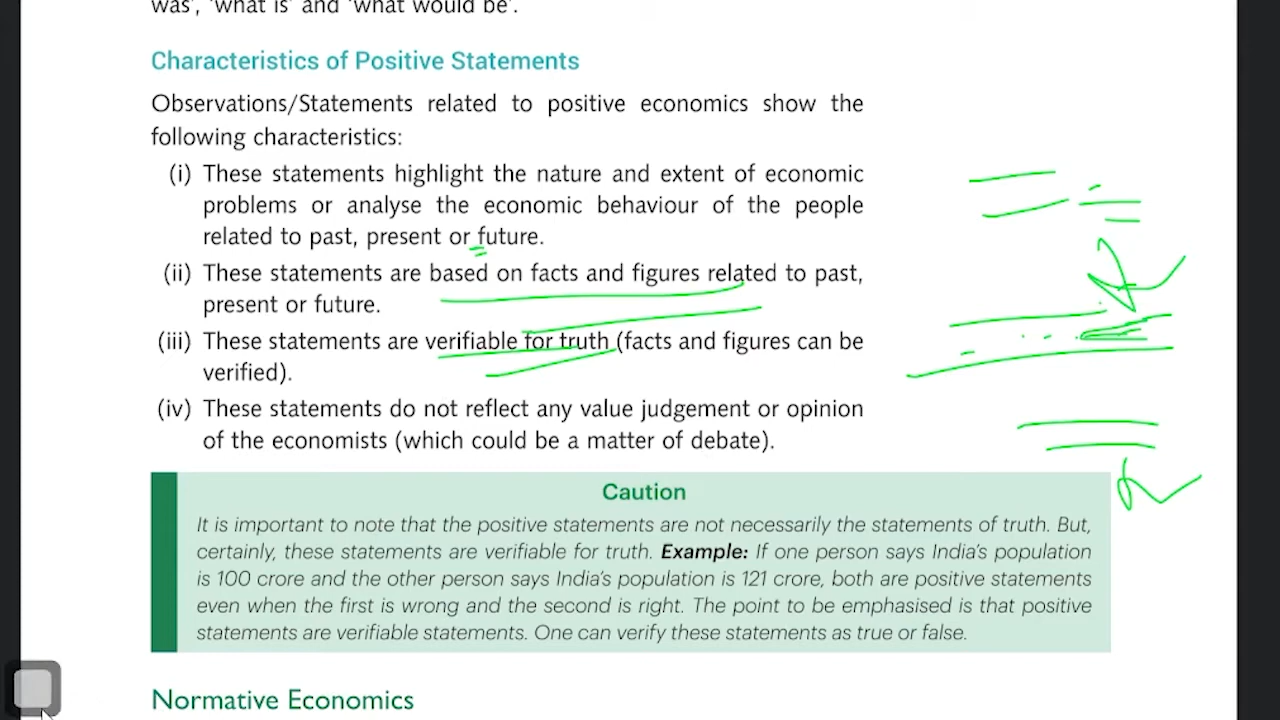 was', 'what is' and 'what would be'.
Characteristics of Positive Statements
Observations/Statements related to positive economics show the
following characteristics:
(i) These statements highlight the nature and extent of economic
problems or analyse the economic behaviour of the people
related to past, present or future.
(ii) These statements are based on facts and figures related to past,
present or future.
(iii) These statements are verifiable for truth (facts and figures can be
verified).
(iv) These statements do not reflect any value judgement or opinion
of the economists (which could be a matter of debate).
Caution
It is important to note that the positive statements are not necessarily the statements of truth. But,
certainly, these statements are verifiable for truth. Example: If one person says India's population
is 100 crore and the other person says India's population is 121 crore, both are positive statements
even when the first is wrong and the second is right. The point to be emphasised is that positive
statements are verifiable statements. One can verify these statements as true or false.
Normative Economics